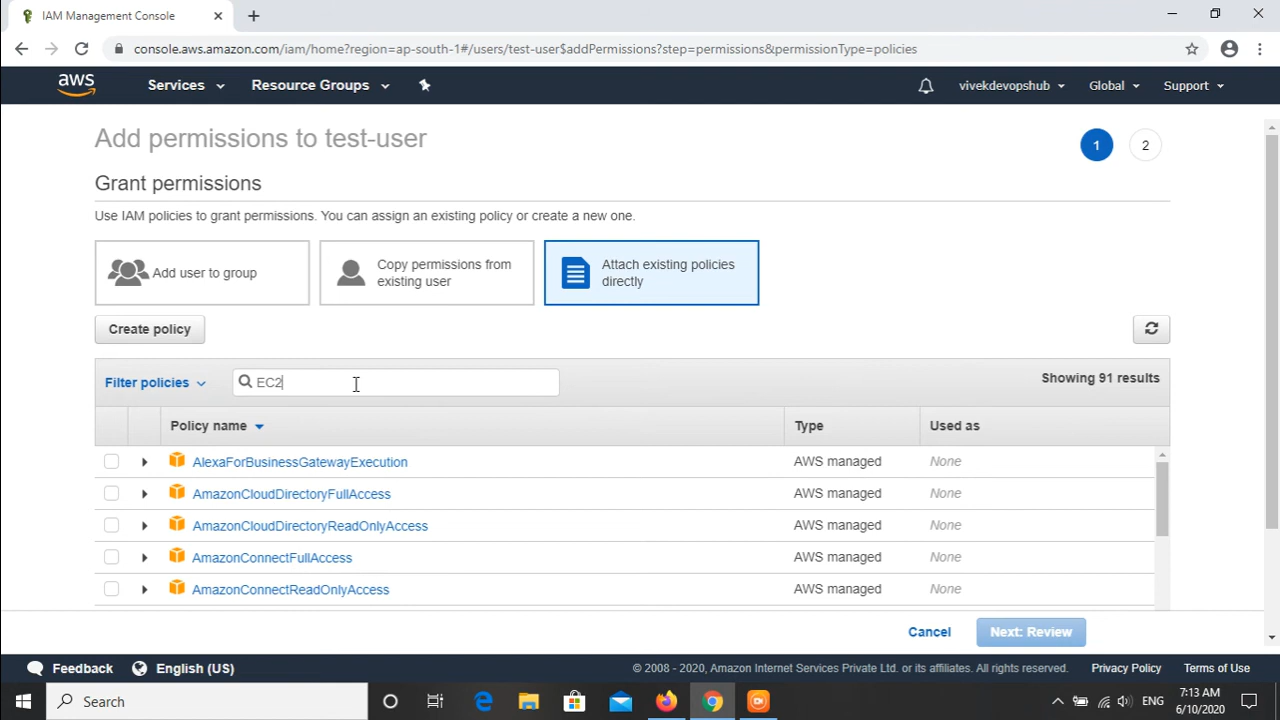 IAM Management Console
console.aws.amazon.com/iam/home?region=ap-south-1#/users/test-user$addPermissions?step=permissions&permissionType=policies
aws Services Resource Groups vivekdevopshub Global Support
Add permissions to test-user
1 2
Grant permissions
Use IAM policies to grant permissions. You can assign an existing policy or create a new one.
Add user to group
Copy permissions from
existing user
Attach existing policies
directly
Create policy
Filter policies EC2 Showing 91 results
Policy name Type Used as
AlexaForBusinessGatewayExecution AWS managed None
AmazonCloudDirectoryFullAccess AWS managed None
AmazonCloudDirectoryReadOnlyAccess AWS managed None
AmazonConnectFullAccess AWS managed None
AmazonConnectReadOnlyAccess AWS managed None
Cancel Next: Review
Feedback English (US) © 2008 - 2020, Amazon Internet Services Private Ltd. or its affiliates. All rights reserved. Privacy Policy Terms of Use
Search ENG 7:13 AM
6/10/2020